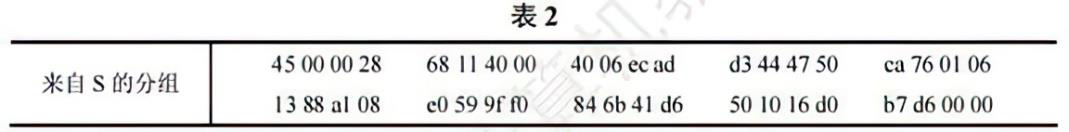 表 2
来自 S 的分组
45 00 00 28 68 11 40 00 40 06 ec ad d3 44 47 50 ca 76 01 06
13 88 a1 08 e0 59 9f f0 84 6b 41 d6 50 10 16 d0 b7 d6 00 00